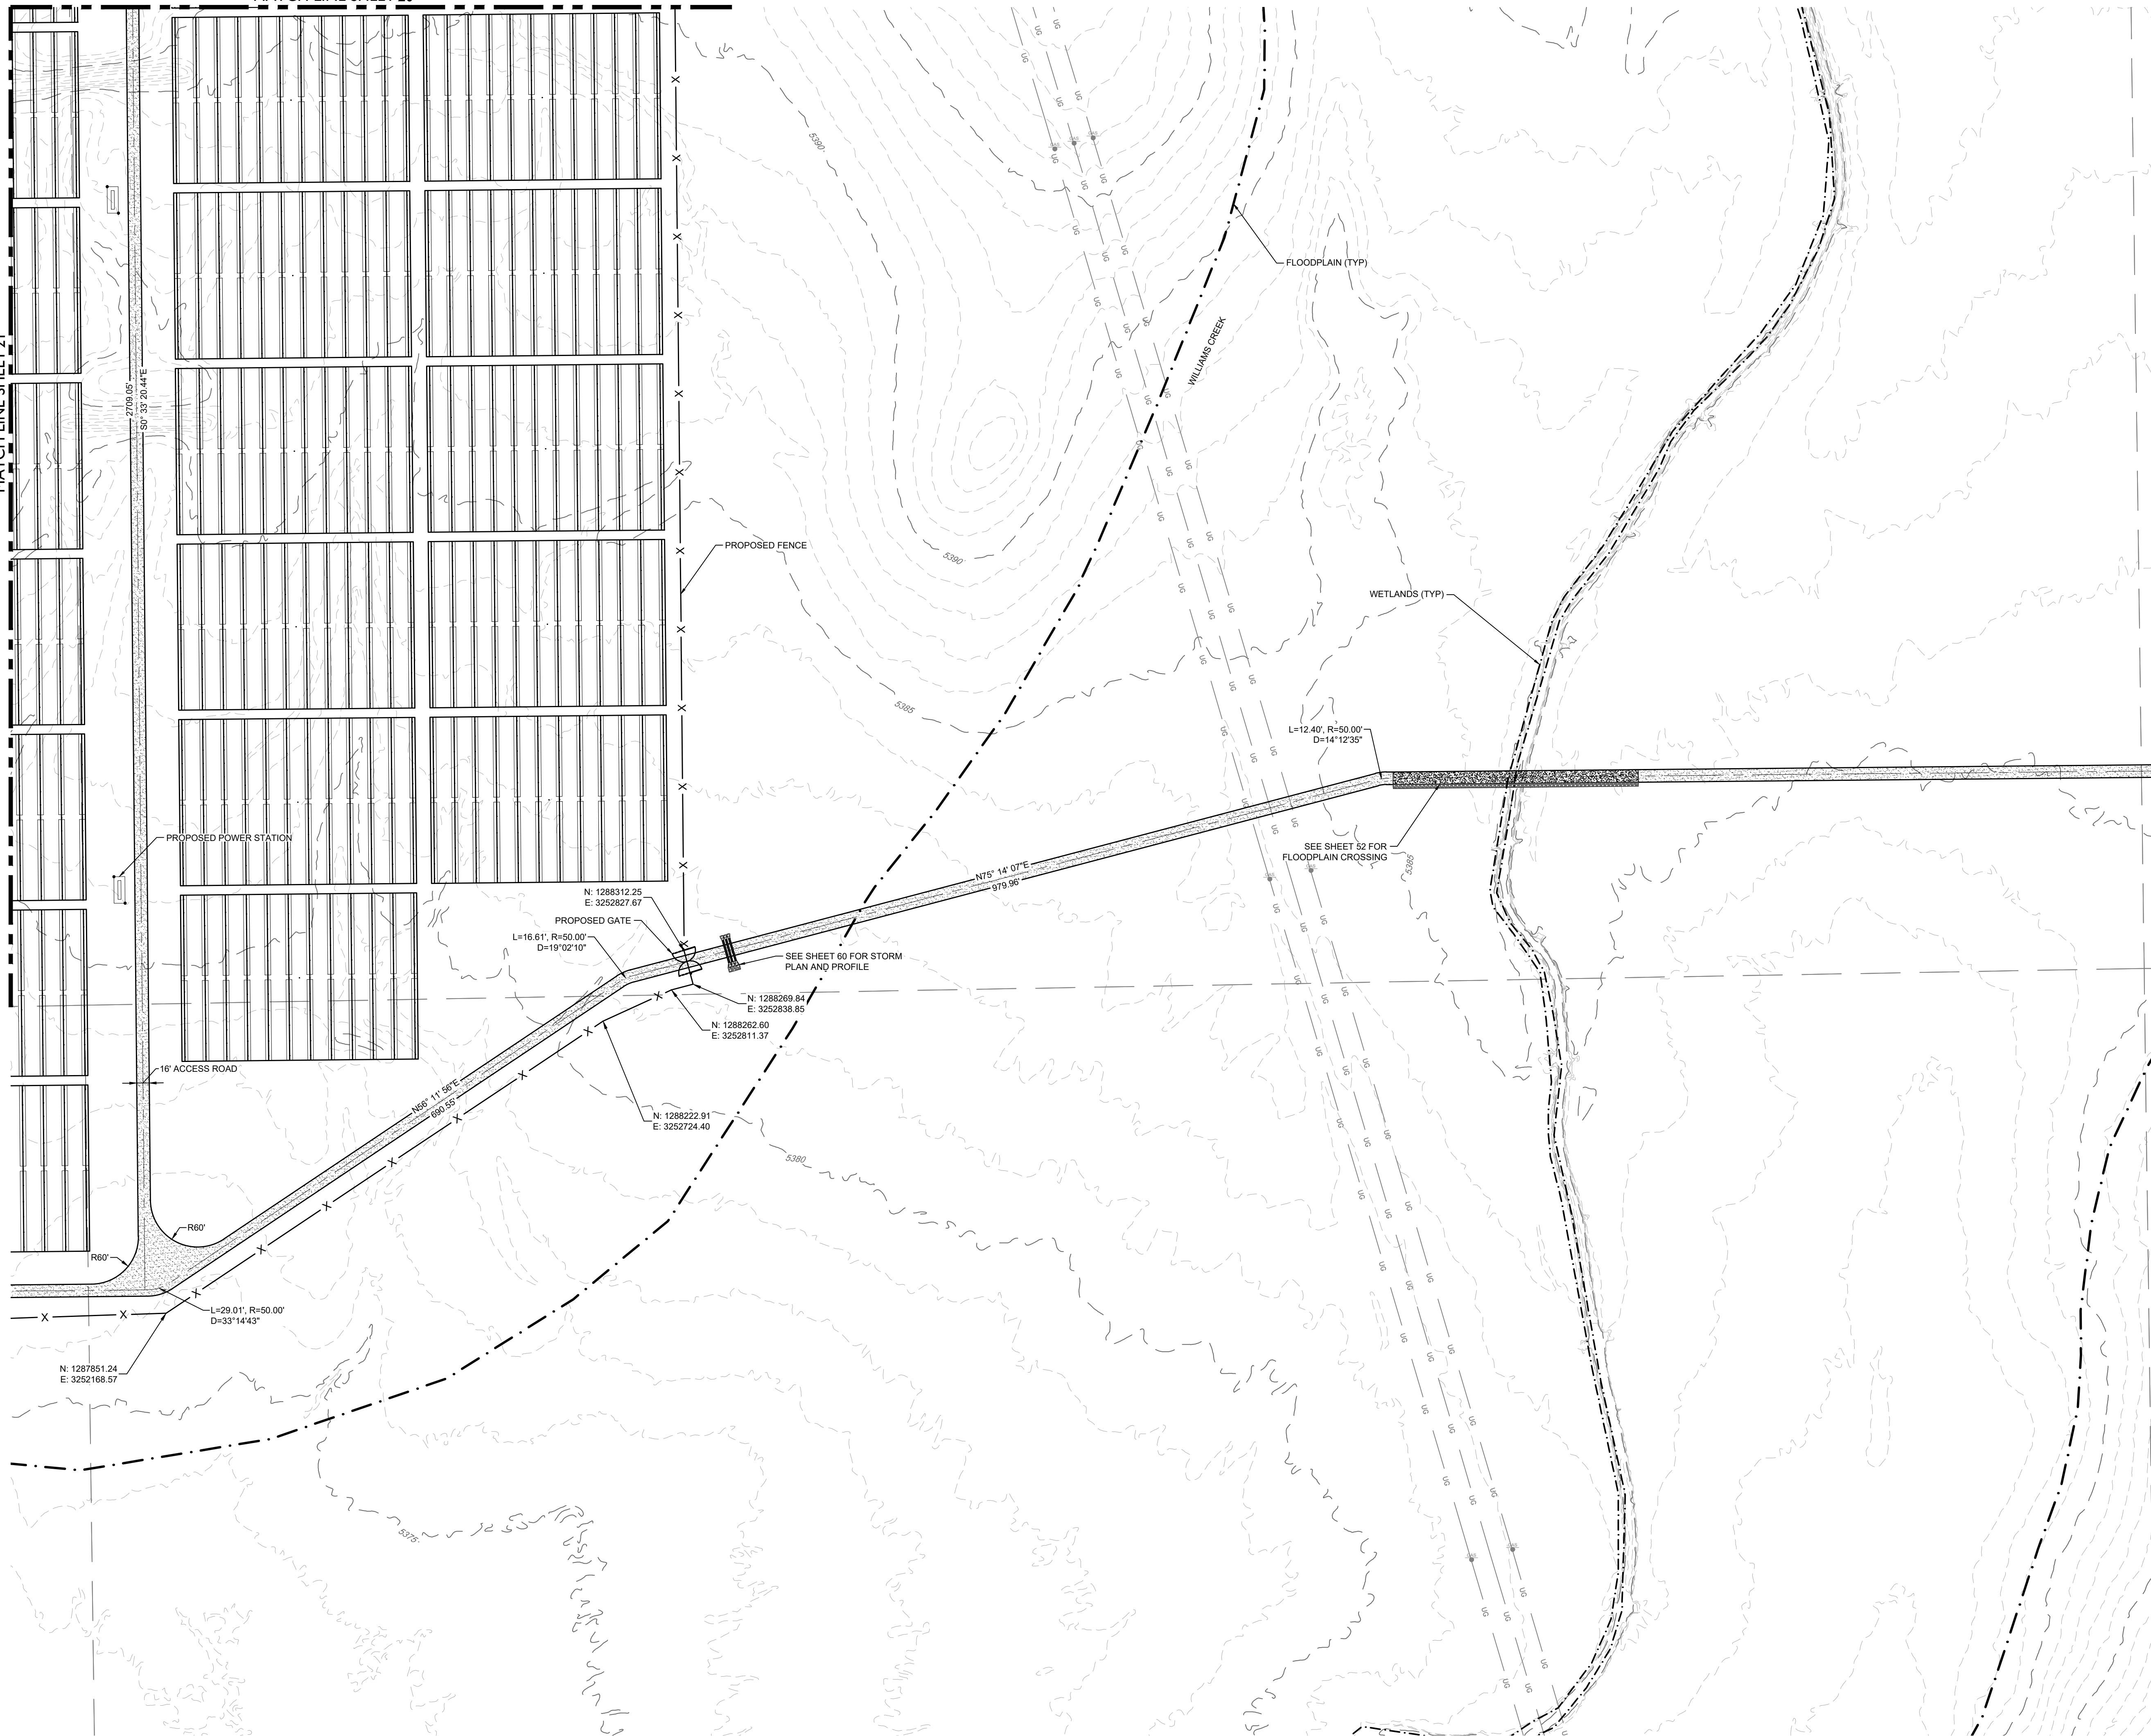 5390
FLOODPLAIN (TYP)
WILLIAMS CREEK
2709.05'
S0° 33' 20.44"E
PROPOSED FENCE
5390
WETLANDS (TYP)
5385
L=12.40', R=50.00'
D=14°12'35"
PROPOSED POWER STATION
SEE SHEET 52 FOR
FLOODPLAIN CROSSING
5385
N75° 14' 07"E
979.96'
N: 1288312.25
E: 3252827.67
PROPOSED GATE
L=16.61', R=50.00'
D=19°02'10"
SEE SHEET 60 FOR STORM
PLAN AND PROFILE
N: 1288269.84
E: 3252838.85
N: 1288262.60
E: 3252811.37
16' ACCESS ROAD
N56° 11' 56"E
690.55'
N: 1288222.91
E: 3252724.40
5380
R60'
R60'
L=29.01', R=50.00'
D=33°14'43"
N: 1287851.24
E: 3252168.57
5375